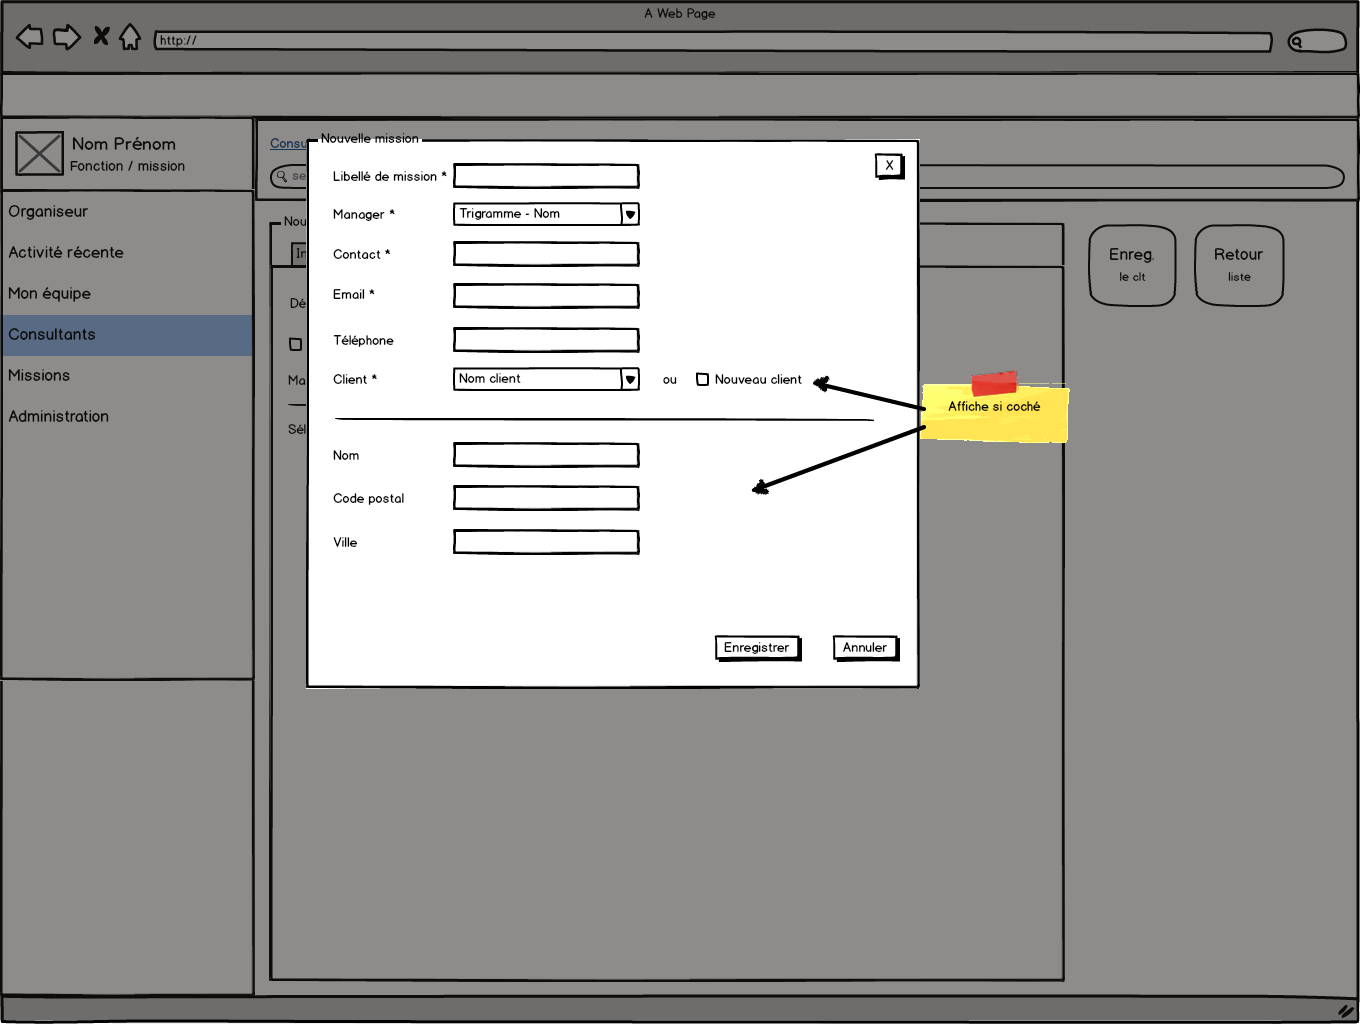 A Web Page
http://
Nom Prénom
Fonction / mission
Organiseur
Activité récente
Mon équipe
Consultants
Missions
Administration
Consu
se
Nou
In
Dé
Ma
Sél
Nouvelle mission
X
Libellé de mission *
Manager * Trigramme - Nom
Contact *
Email *
Téléphone
Client * Nom client ou Nouveau client
Nom
Code postal
Ville
Enregistrer Annuler
Affiche si coché
Enreg.
le clt
Retour
liste